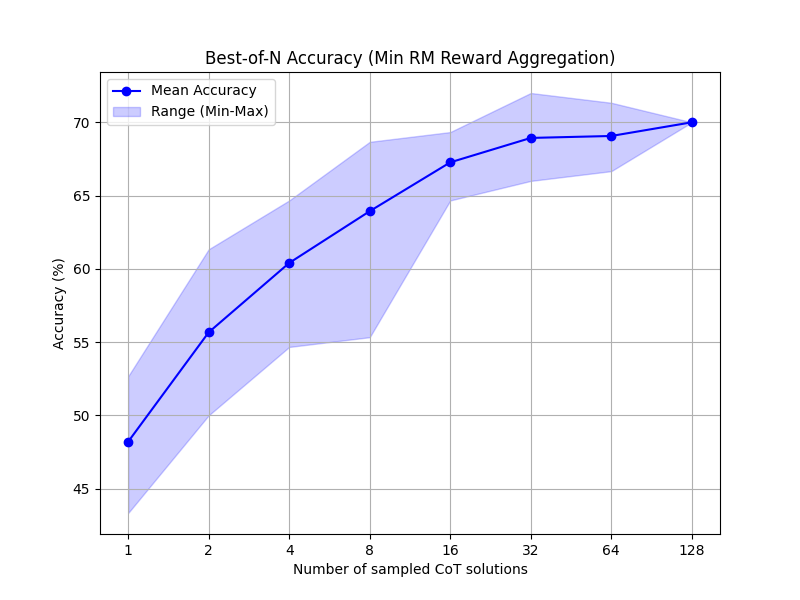 Best-of-N Accuracy (Min RM Reward Aggregation)
Mean Accuracy
Range (Min-Max)
Accuracy (%)
70
65
60
55
50
45
1 2 4 8 16 32 64 128
Number of sampled CoT solutions